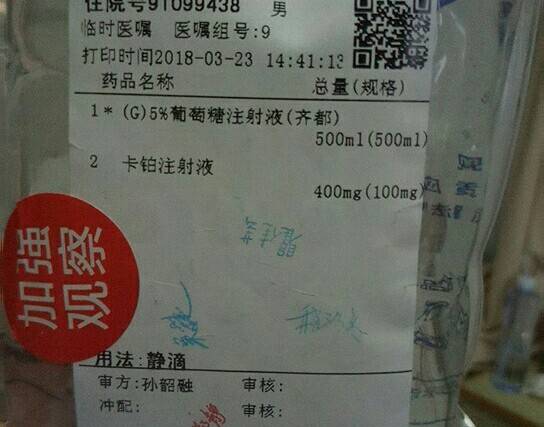 住院号91099438 男
临时医嘱 医嘱组号:9
打印时间2018-03-23 14:41:13
药品名称 总量(规格)
1* (G)5%葡萄糖注射液(齐都)
500ml(500ml)
2 卡铂注射液
400mg(100mg)
加强
观察
用法:静滴
审方:孙韶融 审核:
冲配: 审核: